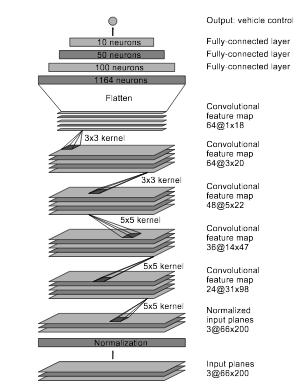 Output: vehicle control
10 neurons
Fully-connected layer
50 neurons
Fully-connected layer
100 neurons
Fully-connected layer
1164 neurons
Flatten
Convolutional
feature map
64@1x18
3x3 kernel
Convolutional
feature map
64@3x20
3x3 kernel
Convolutional
feature map
48@5x22
5x5 kernel
Convolutional
feature map
36@14x47
5x5 kernel
Convolutional
feature map
24@31x98
5x5 kernel
Normalized
input planes
3@66x200
Normalization
Input planes
3@66x200